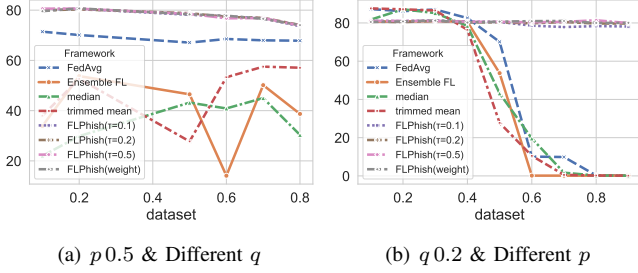 80
60
40
20
Framework
FedAvg
Ensemble FL
median
trimmed mean
FLPhish(τ=0.1)
FLPhish(τ=0.2)
FLPhish(τ=0.5)
FLPhish(weight)
0.2 0.4 0.6 0.8
dataset
(a) p 0.5 & Different q
80
60
40
20
0
Framework
FedAvg
Ensemble FL
median
trimmed mean
FLPhish(τ=0.1)
FLPhish(τ=0.2)
FLPhish(τ=0.5)
FLPhish(weight)
0.2 0.4 0.6 0.8
dataset
(b) q 0.2 & Different p